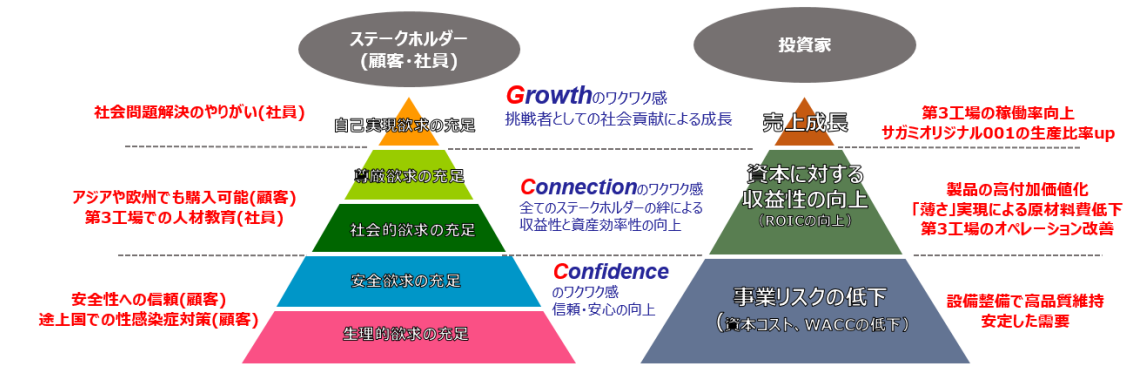 ステークホルダー
(顧客・社員)
投資家
社会問題解決のやりがい(社員)
自己実現欲求の充足
Growthのワクワク感
挑戦者としての社会貢献による成長
売上成長
第3工場の稼働率向上
サガミオリジナル001の生産比率up
アジアや欧州でも購入可能(顧客)
第3工場での人材教育(社員)
尊厳欲求の充足
社会的欲求の充足
Connectionのワクワク感
全てのステークホルダーの絆による
収益性と資産効率性の向上
資本に対する
収益性の向上
(ROICの向上)
製品の高付加価値化
「薄さ」実現による原材料費低下
第3工場のオペレーション改善
安全性への信頼(顧客)
途上国での性感染症対策(顧客)
安全欲求の充足
生理的欲求の充足
Confidence
のワクワク感
信頼・安心の向上
事業リスクの低下
(資本コスト、WACCの低下)
設備整備で高品質維持
安定した需要